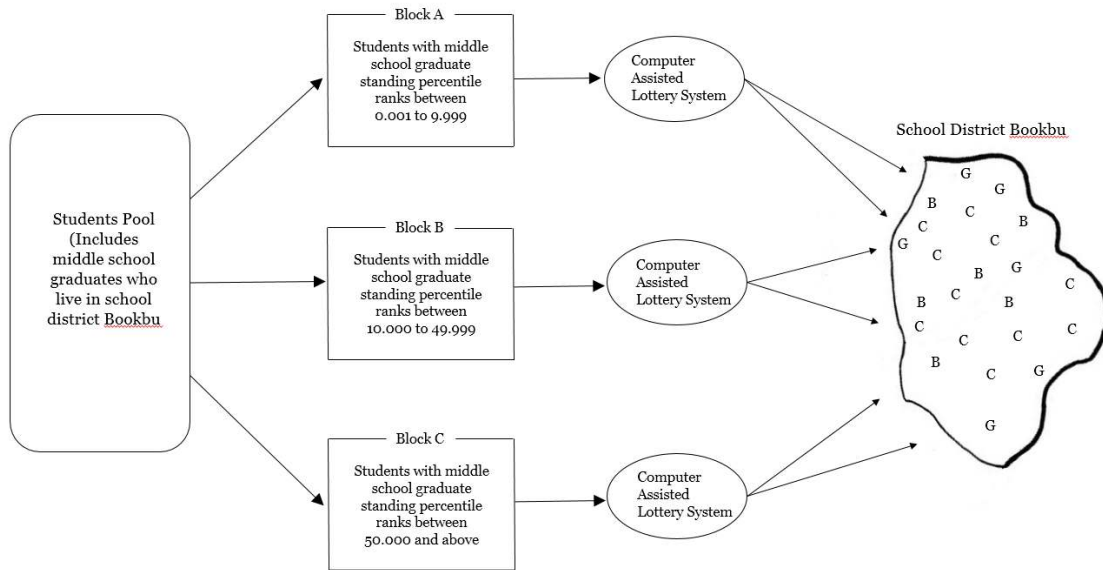 Students Pool
(Includes
middle school
graduates who
live in school
district Bookbu
Block A
Students with middle
school graduate
standing percentile
ranks between
0.001 to 9.999
Computer
Assisted
Lottery System
Block B
Students with middle
school graduate
standing percentile
ranks between
10.000 to 49.999
Computer
Assisted
Lottery System
Block C
Students with middle
school graduate
standing percentile
ranks between
50.000 and above
Computer
Assisted
Lottery System
School District Bookbu
G
G
B
C
B
C
G
C
C
B
G
C
C
B
B
C
C
C
C
B
C
G
G